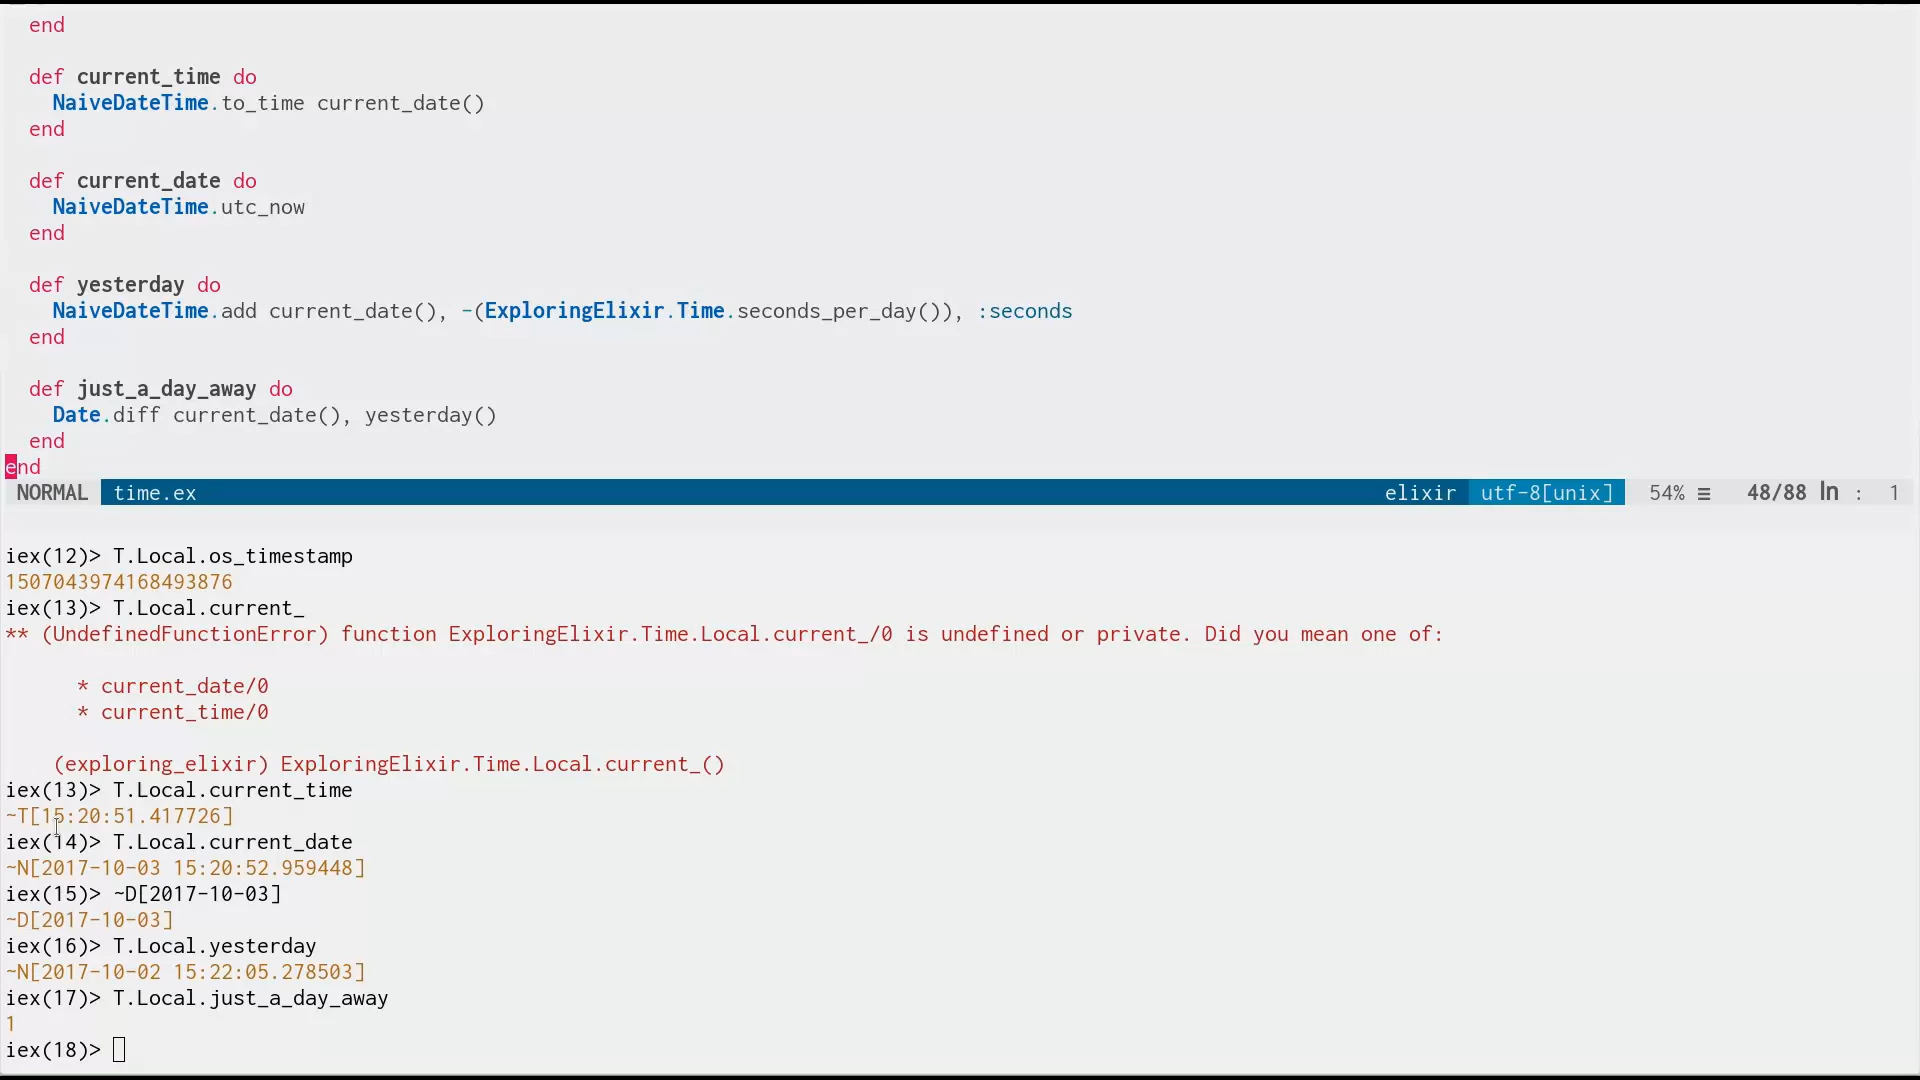 end

  def current_time do
    NaiveDateTime.to_time current_date()
  end

  def current_date do
    NaiveDateTime.utc_now
  end

  def yesterday do
    NaiveDateTime.add current_date(), -(ExploringElixir.Time.seconds_per_day()), :seconds
  end

  def just_a_day_away do
    Date.diff current_date(), yesterday()
  end
end
NORMAL time.ex elixir utf-8[unix] 54% ≡ 48/88 ln : 1
iex(12)> T.Local.os_timestamp
1507043974168493876
iex(13)> T.Local.current_
** (UndefinedFunctionError) function ExploringElixir.Time.Local.current_/0 is undefined or private. Did you mean one of:

      * current_date/0
      * current_time/0

    (exploring_elixir) ExploringElixir.Time.Local.current_()
iex(13)> T.Local.current_time
~T[15:20:51.417726]
iex(14)> T.Local.current_date
~N[2017-10-03 15:20:52.959448]
iex(15)> ~D[2017-10-03]
~D[2017-10-03]
iex(16)> T.Local.yesterday
~N[2017-10-02 15:22:05.278503]
iex(17)> T.Local.just_a_day_away
1
iex(18)>